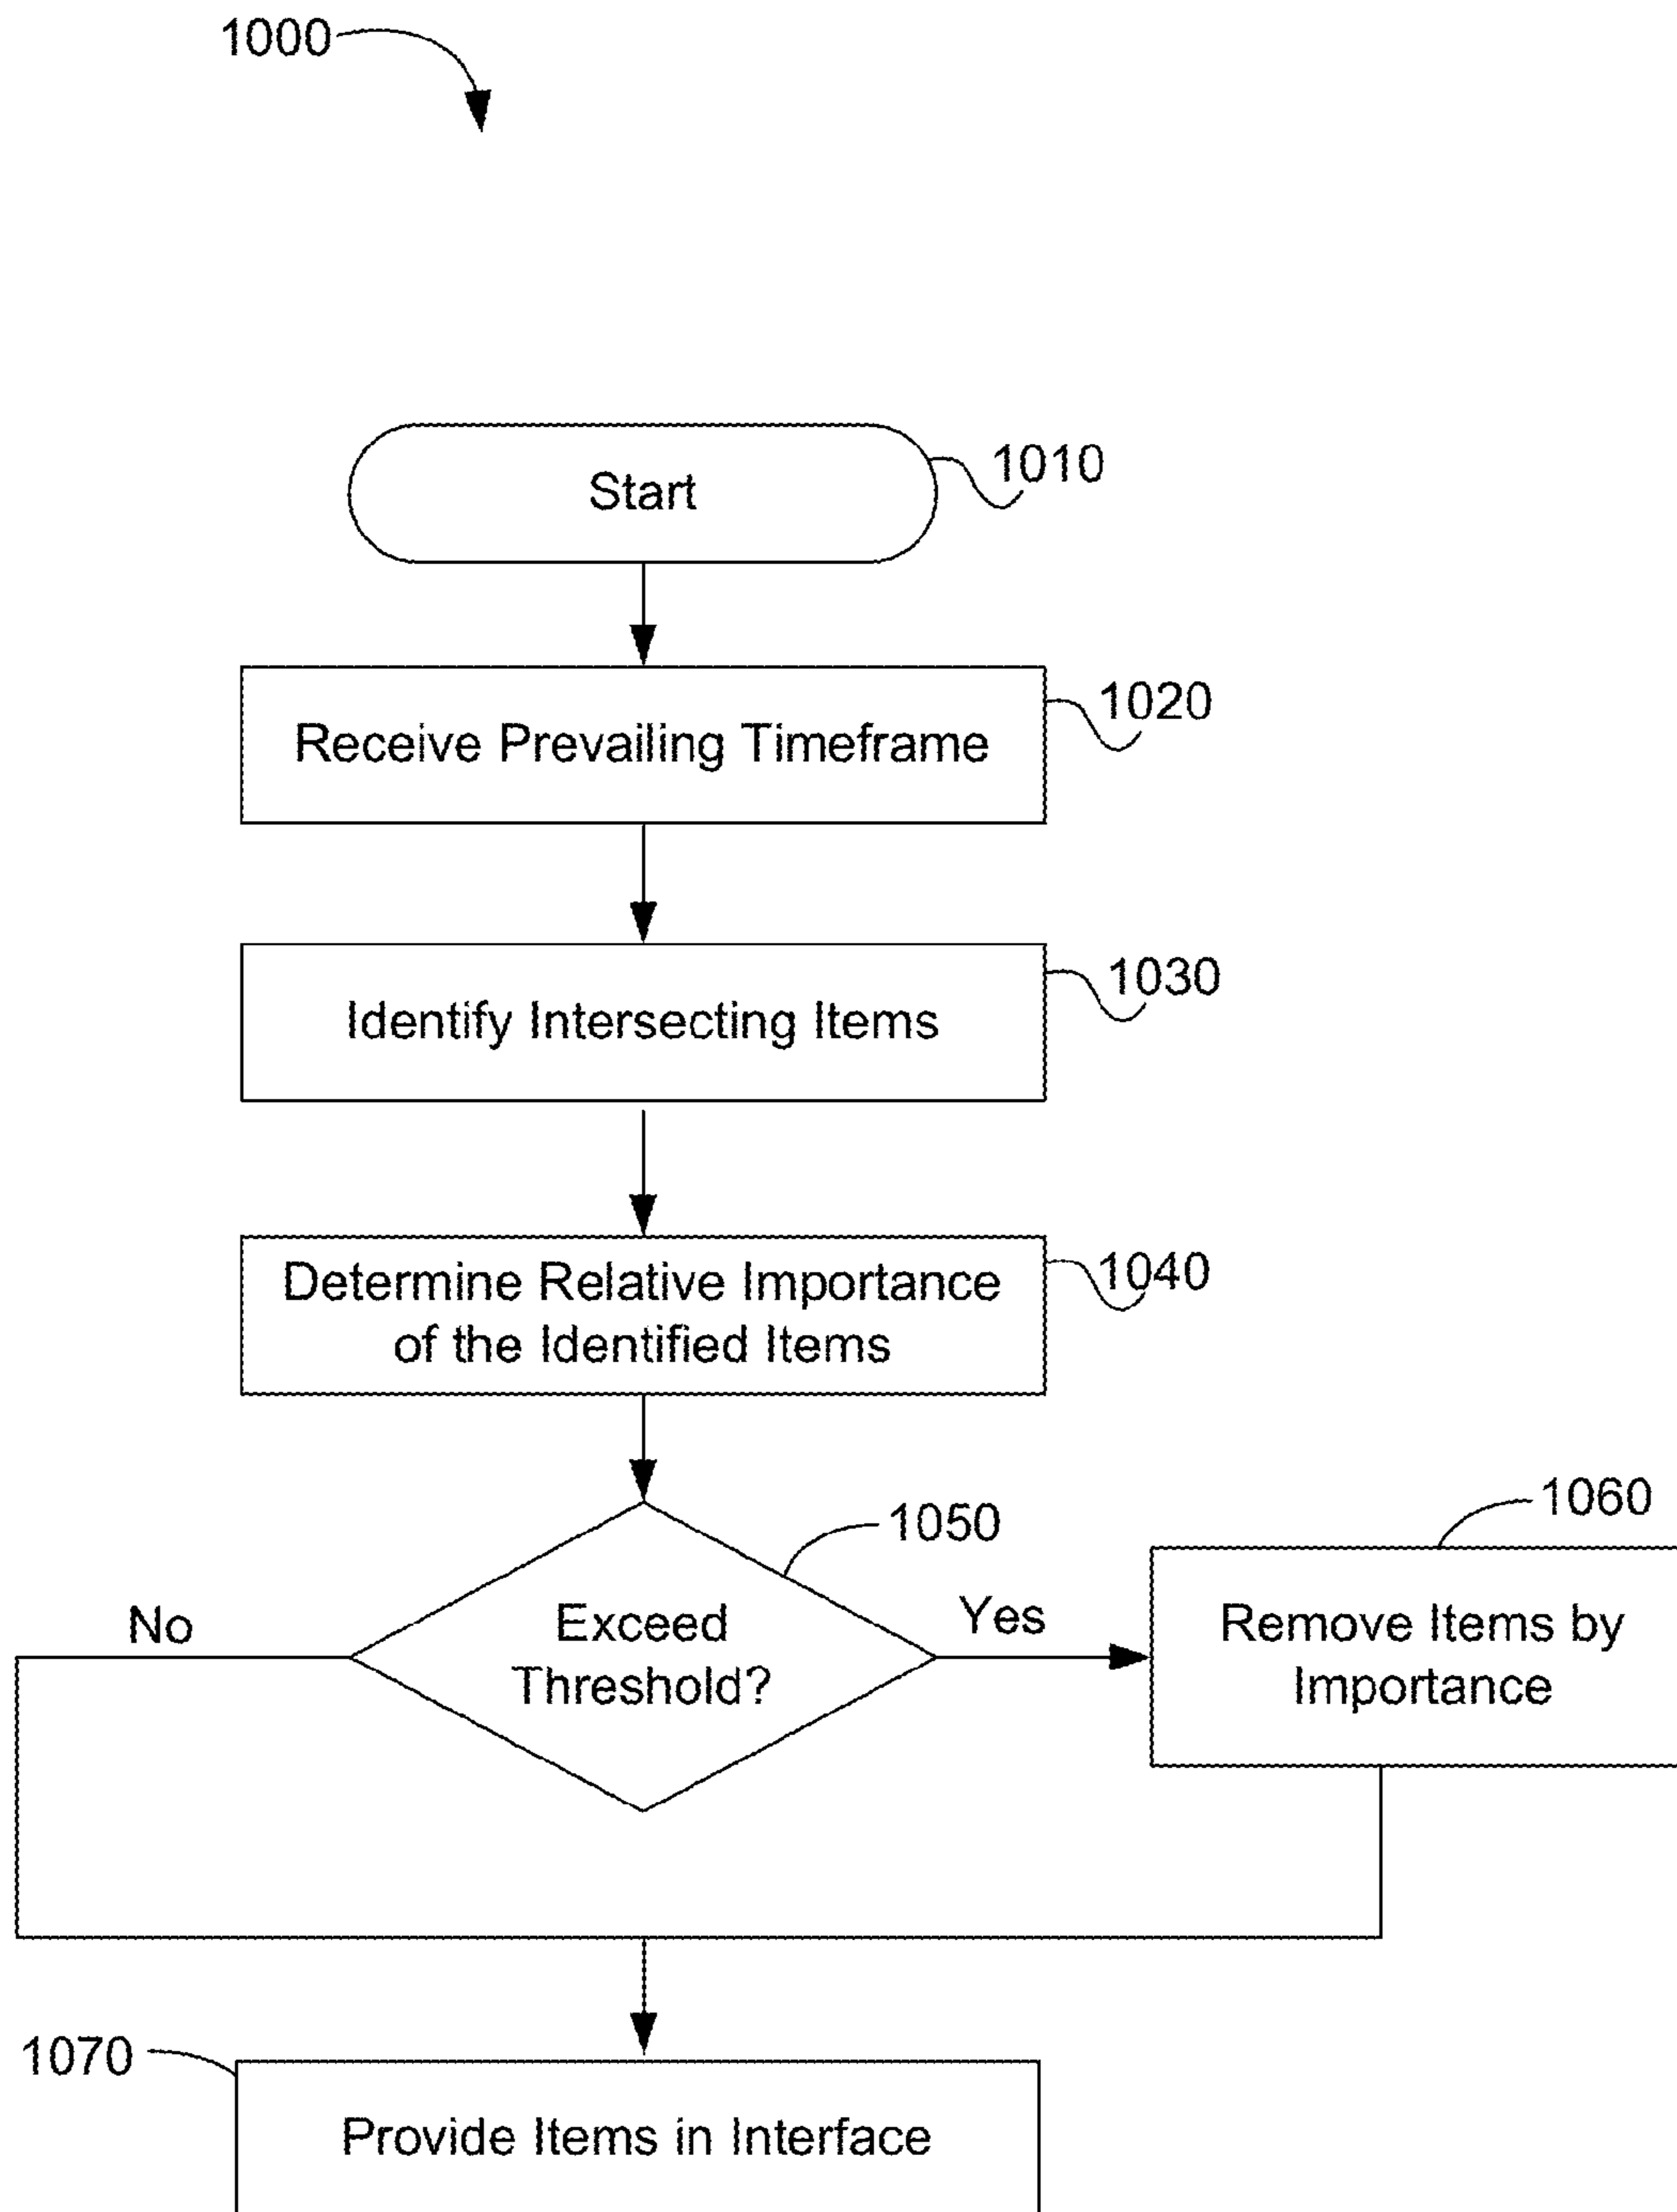 1000
Start
1010
Receive Prevailing Timeframe
1020
Identify Intersecting Items
1030
Determine Relative Importance
of the Identified Items
1040
Exceed
Threshold?
1050
No
Yes
Remove Items by
Importance
1060
1070
Provide Items in Interface